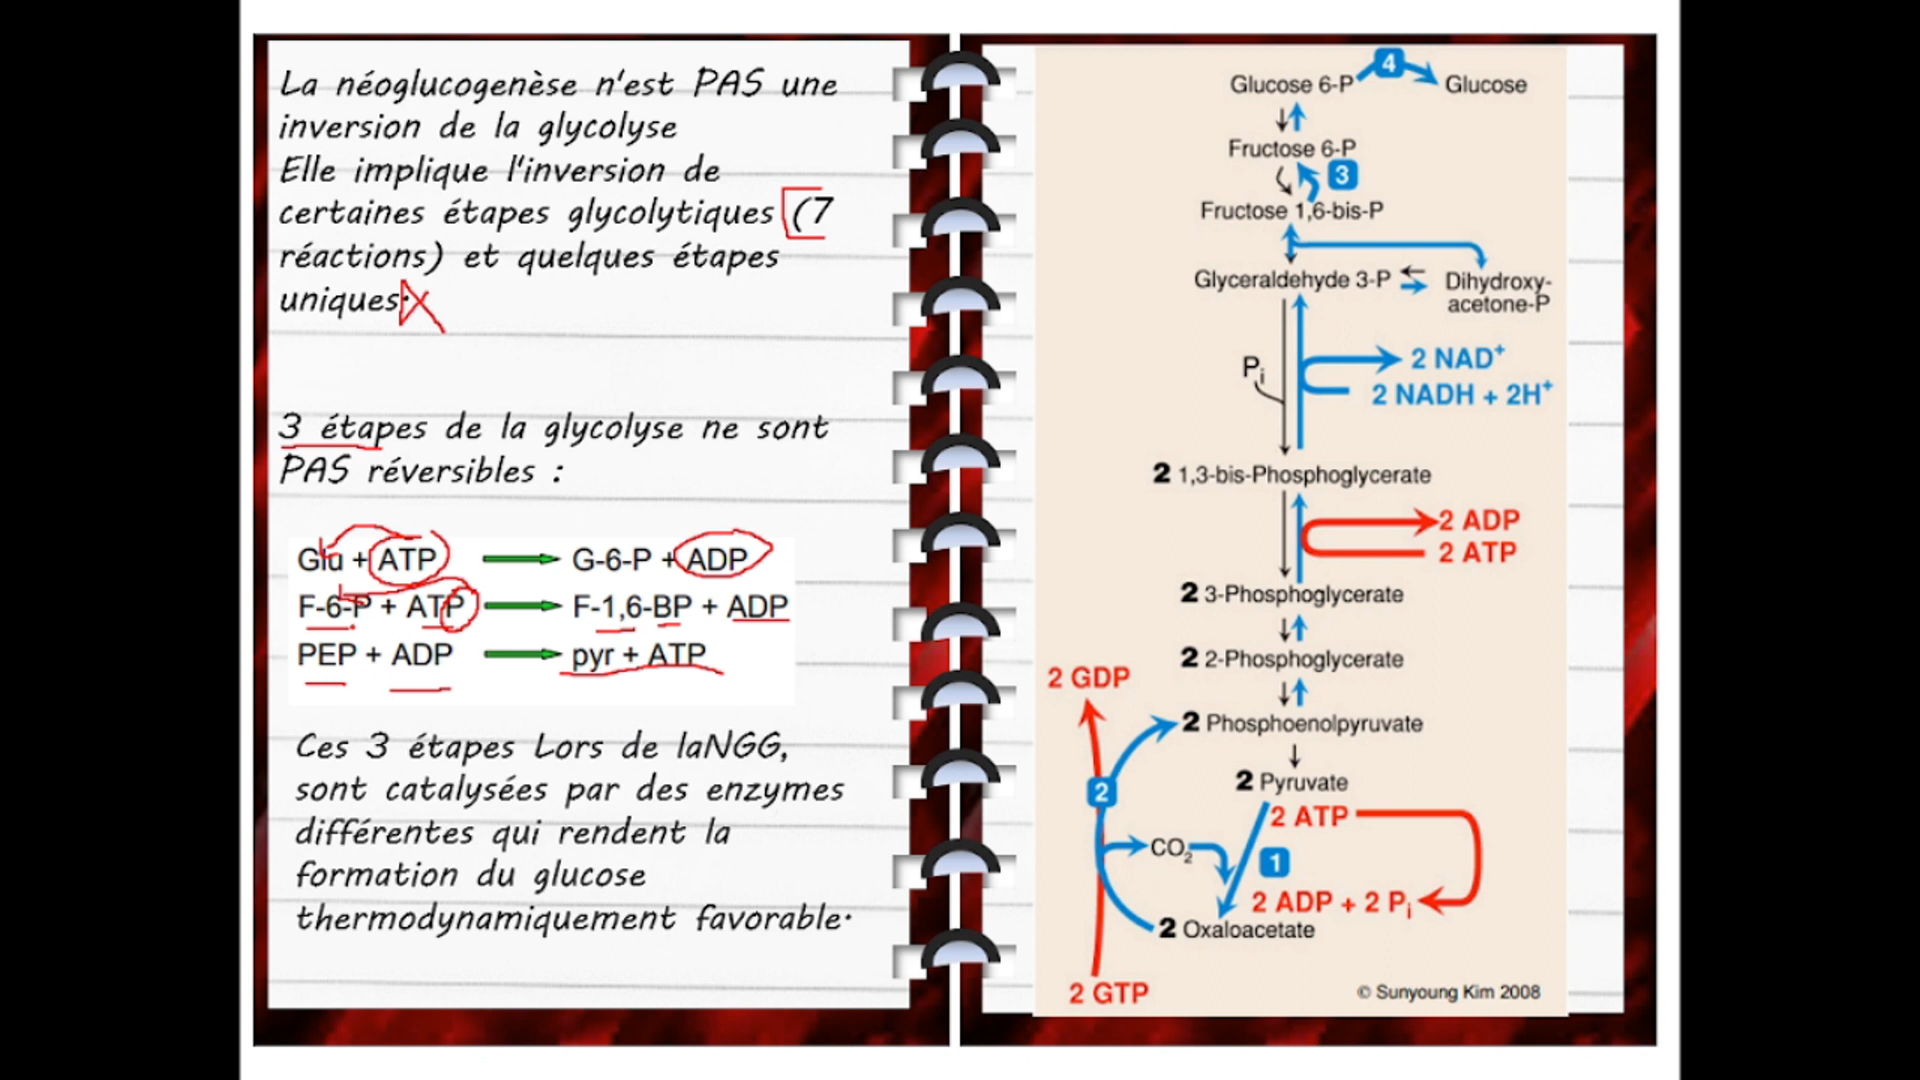 La néoglucogenèse n'est PAS une
inversion de la glycolyse
Elle implique l'inversion de
certaines étapes glycolytiques (7
réactions) et quelques étapes
uniques.
3 étapes de la glycolyse ne sont
PAS réversibles :
Glu + ATP G-6-P + ADP
F-6-P + ATP F-1,6-BP + ADP
PEP + ADP pyr + ATP
Ces 3 étapes Lors de laNGG,
sont catalysées par des enzymes
différentes qui rendent la
formation du glucose
thermodynamiquement favorable.
4
Glucose 6-P Glucose
Fructose 6-P
3
Fructose 1,6-bis-P
Glyceraldehyde 3-P Dihydroxy-
acetone-P
Pi
2 NAD+
2 NADH + 2H+
2 1,3-bis-Phosphoglycerate
2 ADP
2 ATP
2 3-Phosphoglycerate
2 2-Phosphoglycerate
2 GDP
2 Phosphoenolpyruvate
2 Pyruvate
2
2 ATP
CO2
1
2 ADP + 2 Pi
2 Oxaloacetate
2 GTP
© Sunyoung Kim 2008